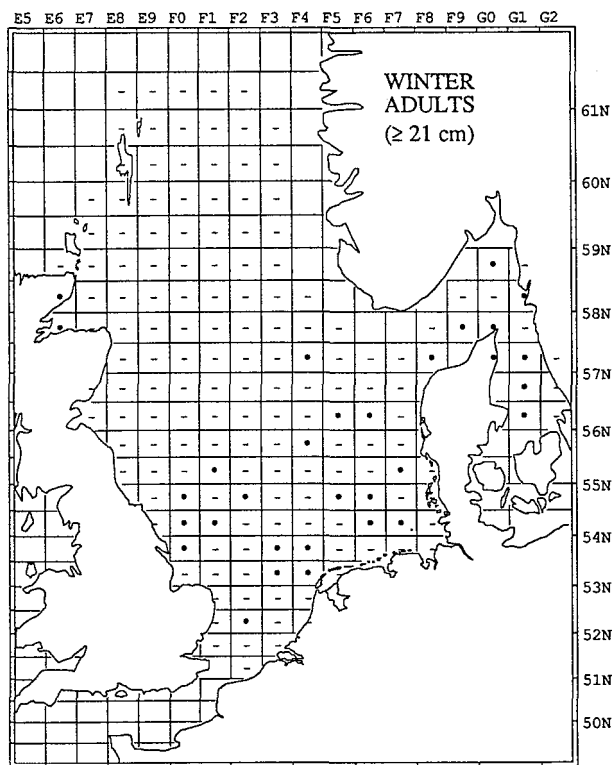 E5 E6 E7 E8 E9 F0 F1 F2 F3 F4 F5 F6 F7 F8 F9 G0 G1 G2
WINTER
ADULTS
(≥ 21 cm)
61N
60N
59N
58N
57N
56N
55N
54N
53N
52N
51N
50N